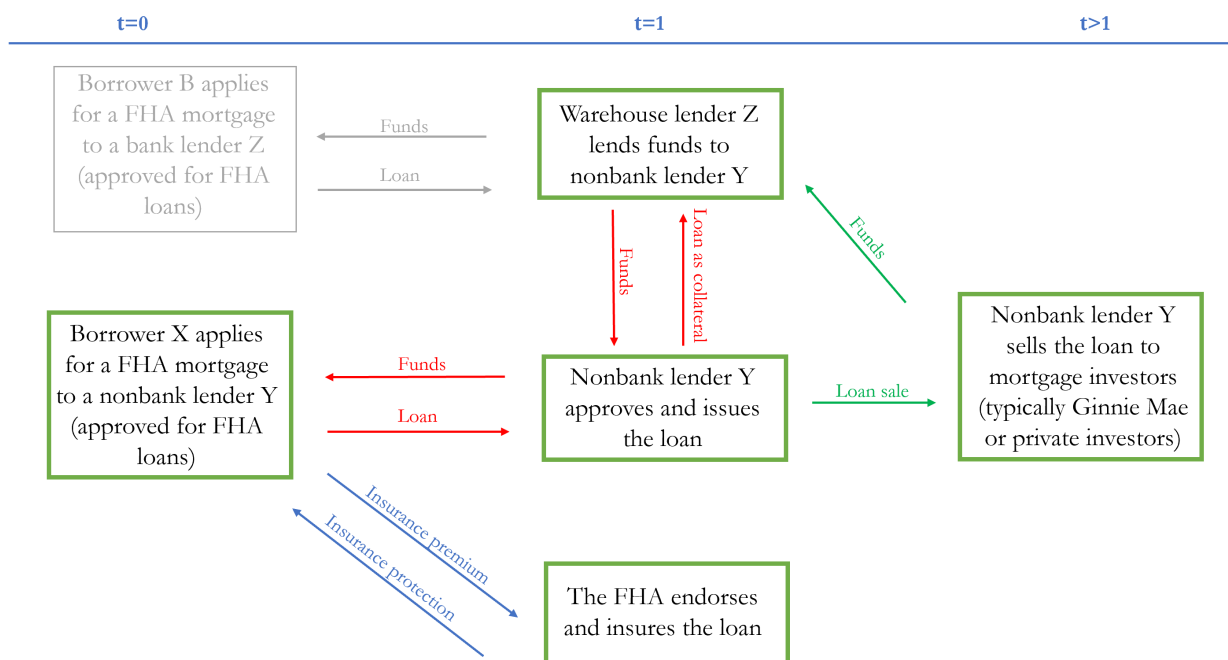 t=0
t=1
t>1
Borrower B applies
for a FHA mortgage
to a bank lender Z
(approved for FHA
loans)
Funds
Loan
Warehouse lender Z
lends funds to
nonbank lender Y
Funds
Loan as collateral
Funds
Borrower X applies
for a FHA mortgage
to a nonbank lender Y
(approved for FHA
loans)
Funds
Loan
Nonbank lender Y
approves and issues
the loan
Loan sale
Nonbank lender Y
sells the loan to
mortgage investors
(typically Ginnie Mae
or private investors)
Insurance premium
Insurance protection
The FHA endorses
and insures the loan